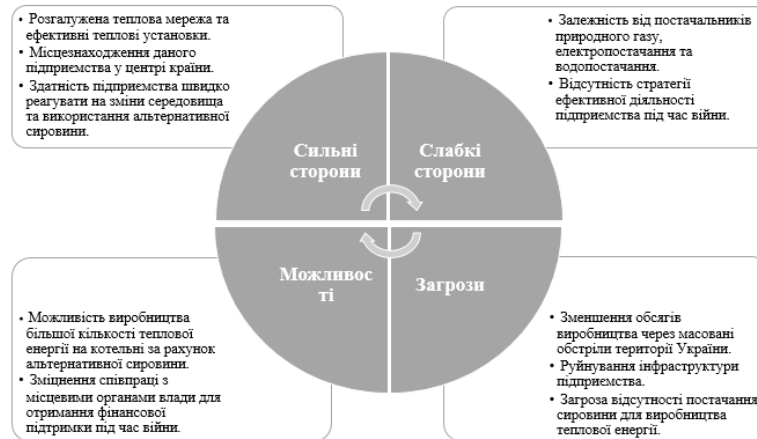 • Розгалужена теплова мережа та
ефективні теплові установки.
• Місцезнаходження даного
підприємства у центрі країни.
• Здатність підприємства швидко
реагувати на зміни середовища
та використання альтернативної
сировини.
• Залежність від постачальників
природного газу,
електропостачання та
водопостачання.
• Відсутність стратегії
ефективної діяльності
підприємства під час війни.
Сильні
сторони
Слабкі
сторони
Можливос
ті
Загрози
• Можливість виробництва
більшої кількості теплової
енергії на котельні за рахунок
альтернативної сировини.
• Зміцнення співпраці з
місцевими органами влади для
отримання фінансової
підтримки під час війни.
• Зменшення обсягів
виробництва через масовані
обстріли території України.
• Руйнування інфраструктури
підприємства.
• Загроза відсутності постачання
сировини для виробництва
теплової енергії.